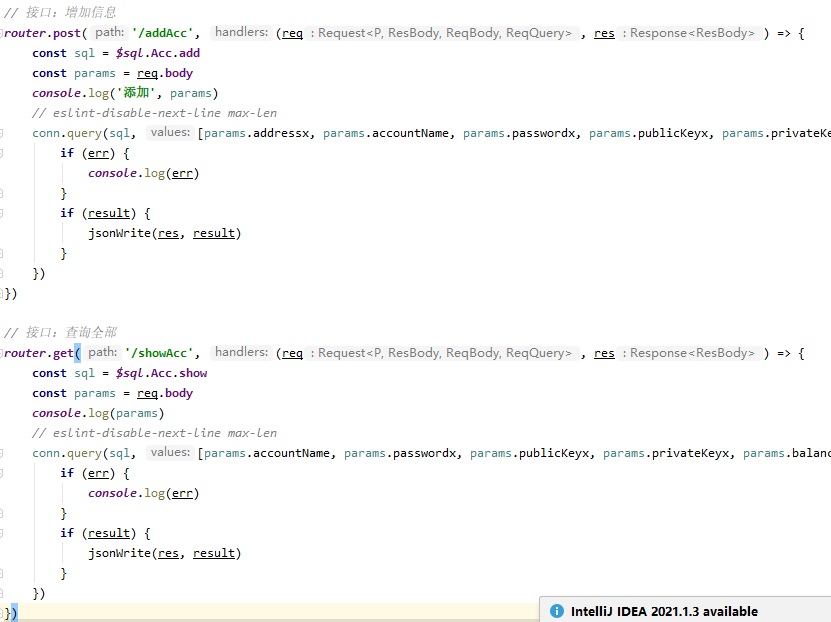 // 接口：增加信息
router.post( path: '/addAcc', handlers: (req : Request<P, ResBody, ReqBody, ReqQuery> , res : Response<ResBody> ) => {
const sql = $sql.Acc.add
const params = req.body
console.log('添加', params)
// eslint-disable-next-line max-len
conn.query(sql, values: [params.addressx, params.accountName, params.passwordx, params.publicKeyx, params.privateKe
if (err) {
console.log(err)
}
if (result) {
jsonWrite(res, result)
}
})
})
// 接口：查询全部
router.get( path: '/showAcc', handlers: (req : Request<P, ResBody, ReqBody, ReqQuery> , res : Response<ResBody> ) => {
const sql = $sql.Acc.show
const params = req.body
console.log(params)
// eslint-disable-next-line max-len
conn.query(sql, values: [params.accountName, params.passwordx, params.publicKeyx, params.privateKeyx, params.balanc
if (err) {
console.log(err)
}
if (result) {
jsonWrite(res, result)
}
})
})
IntelliJ IDEA 2021.1.3 available